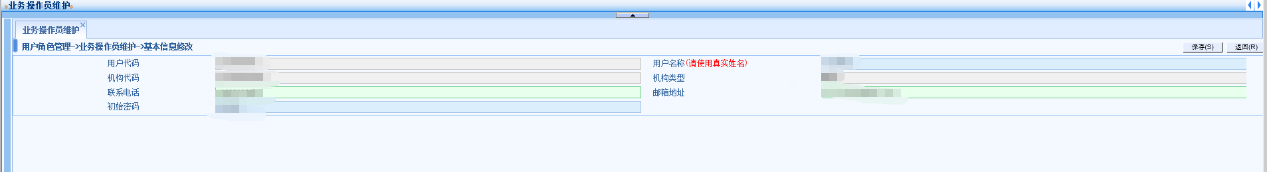 业务操作员维护
业务操作员维护
用户角色管理->业务操作员维护->基本信息修改 保存(S) 返回(R)
用户代码 用户名称(请使用真实姓名)
机构代码 机构类型
联系电话 邮箱地址
初始密码